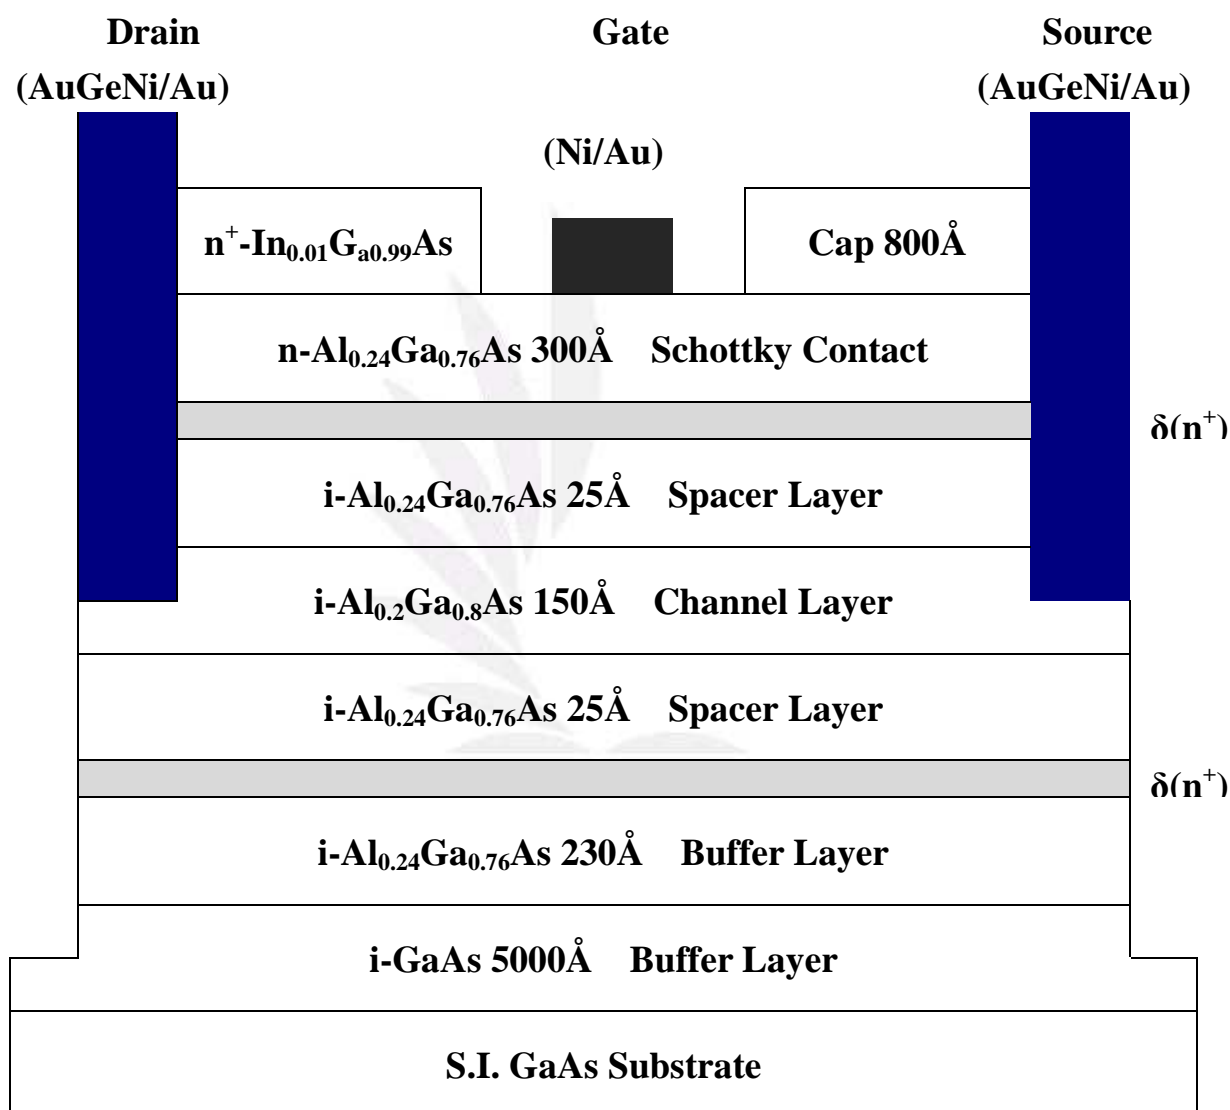 Drain Gate Source
(AuGeNi/Au) (AuGeNi/Au)
(Ni/Au)
n⁺-In₀.₀₁Gₐ₀.₉₉As Cap 800Å
n-Al₀.₂₄Ga₀.₇₆As 300Å Schottky Contact
δ(n⁺)
i-Al₀.₂₄Ga₀.₇₆As 25Å Spacer Layer
i-Al₀.₂Ga₀.₈As 150Å Channel Layer
i-Al₀.₂₄Ga₀.₇₆As 25Å Spacer Layer
δ(n⁺)
i-Al₀.₂₄Ga₀.₇₆As 230Å Buffer Layer
i-GaAs 5000Å Buffer Layer
S.I. GaAs Substrate